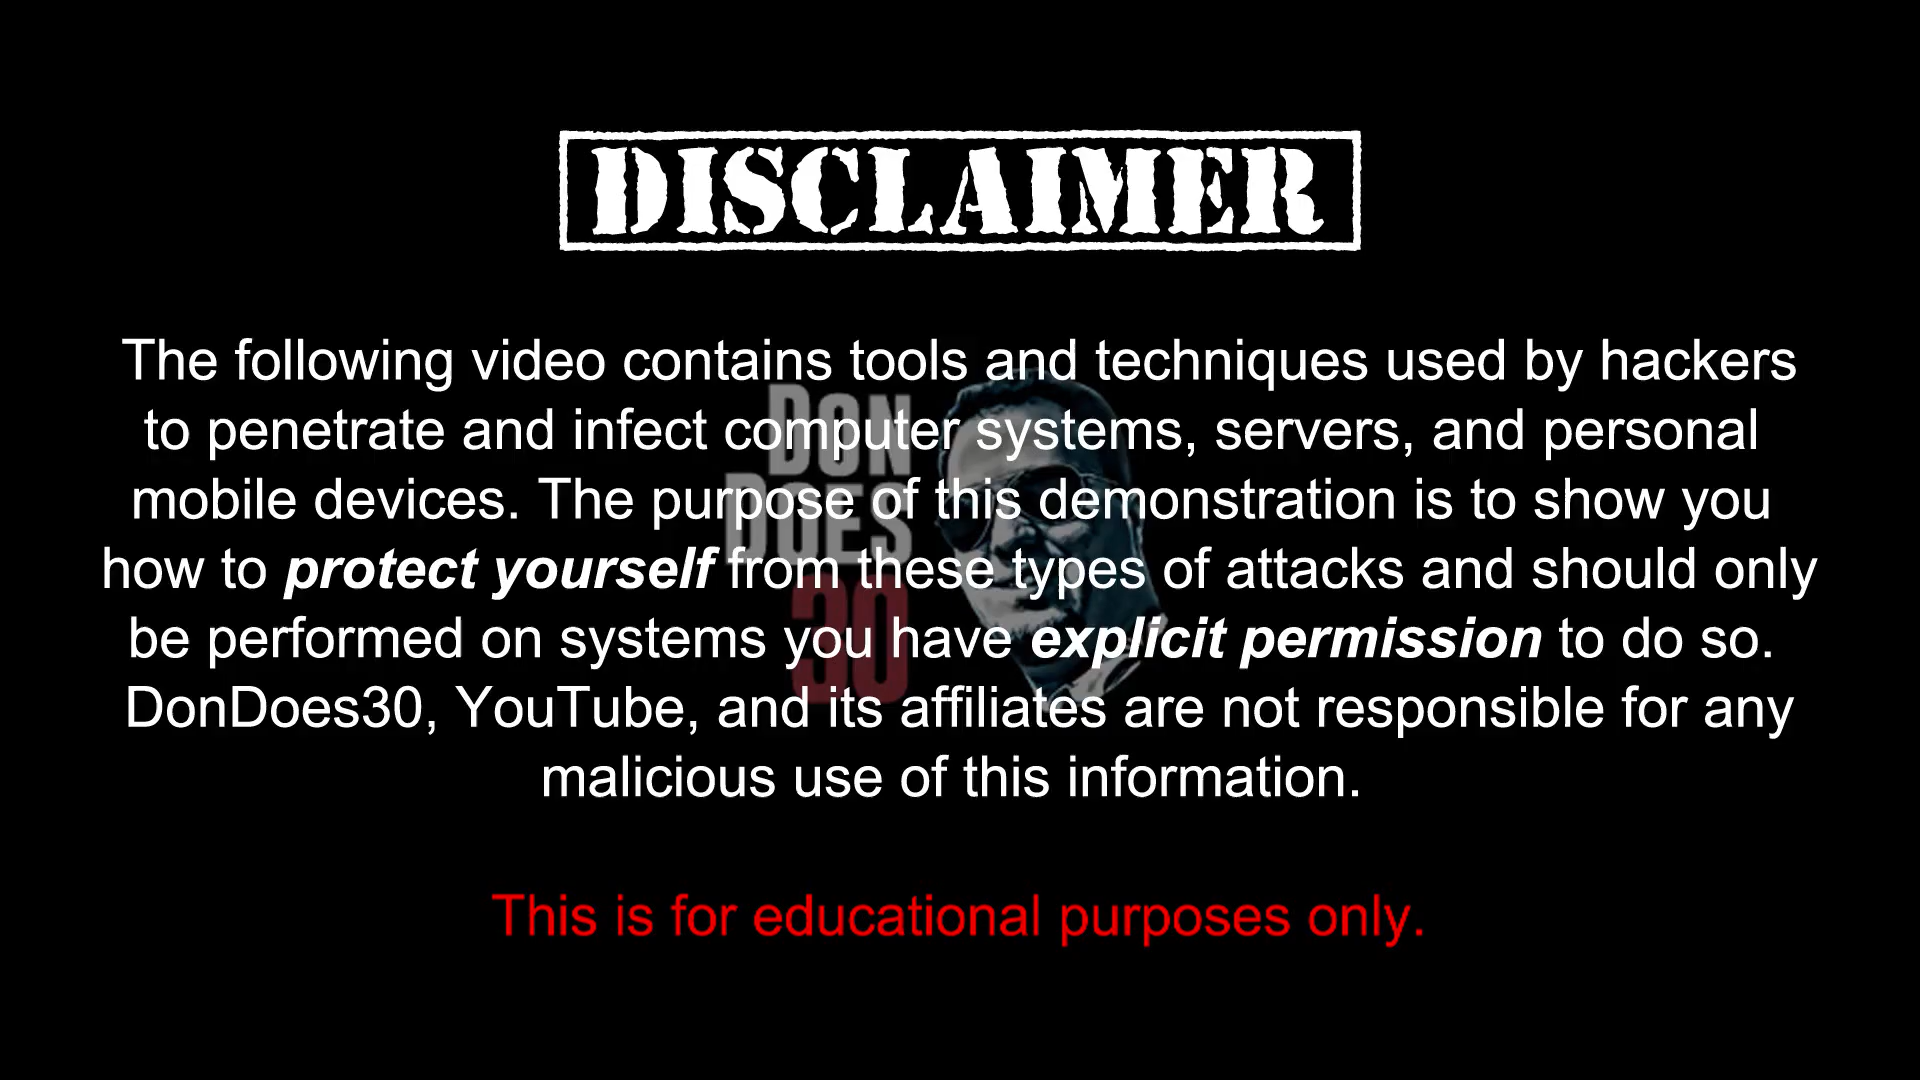 DISCLAIMER
The following video contains tools and techniques used by hackers
to penetrate and infect computer systems, servers, and personal
mobile devices. The purpose of this demonstration is to show you
how to protect yourself from these types of attacks and should only
be performed on systems you have explicit permission to do so.
DonDoes30, YouTube, and its affiliates are not responsible for any
malicious use of this information.
This is for educational purposes only.
DON
DOES
30